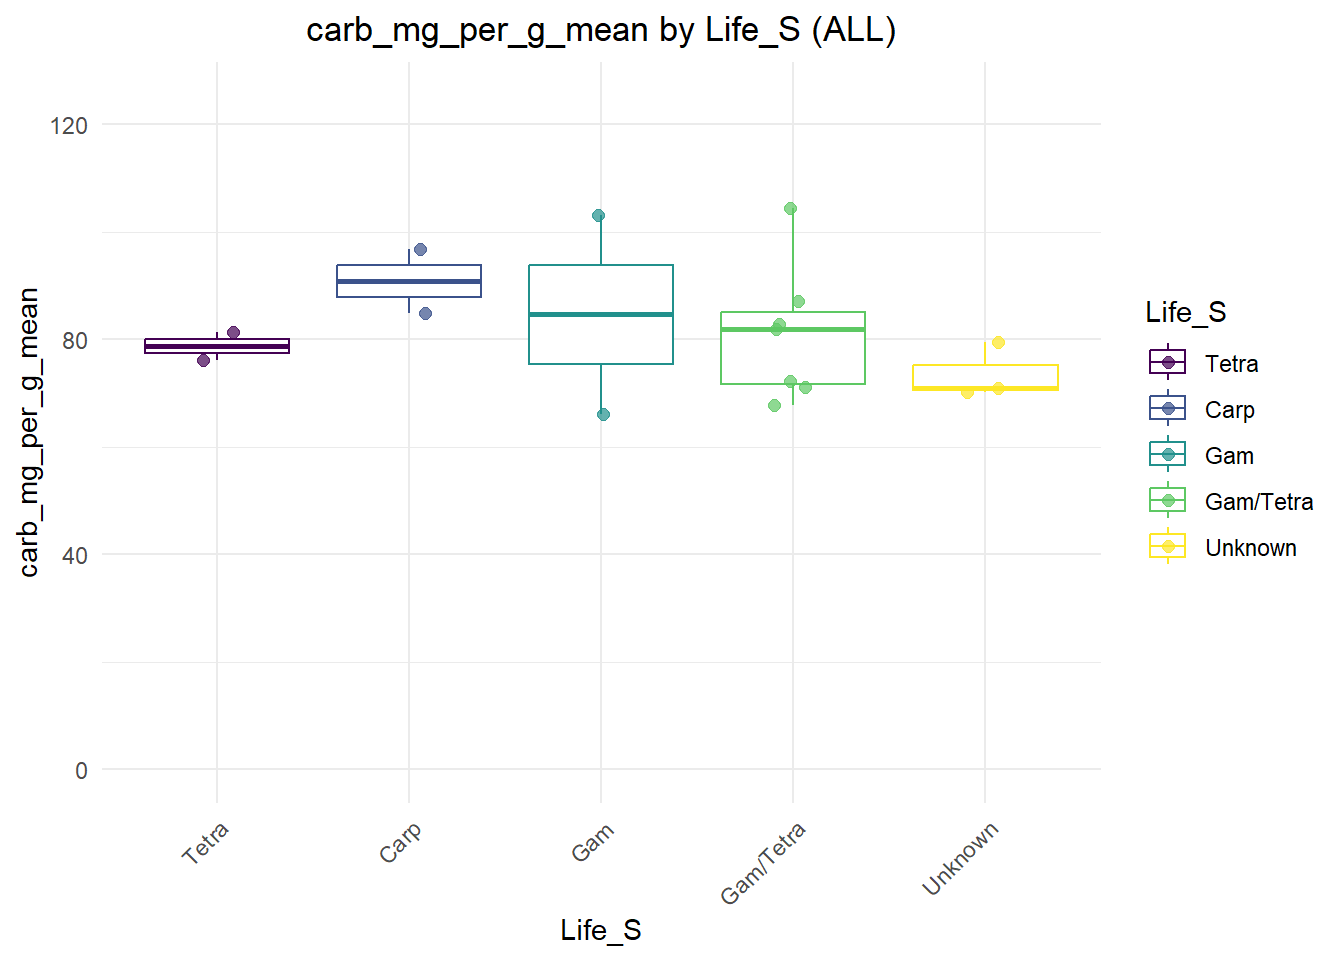 carb_mg_per_g_mean by Life_S (ALL)
carb_mg_per_g_mean
120
80
40
0
Tetra
Carp
Gam
Gam/Tetra
Unknown
Life_S
Life_S
Tetra
Carp
Gam
Gam/Tetra
Unknown